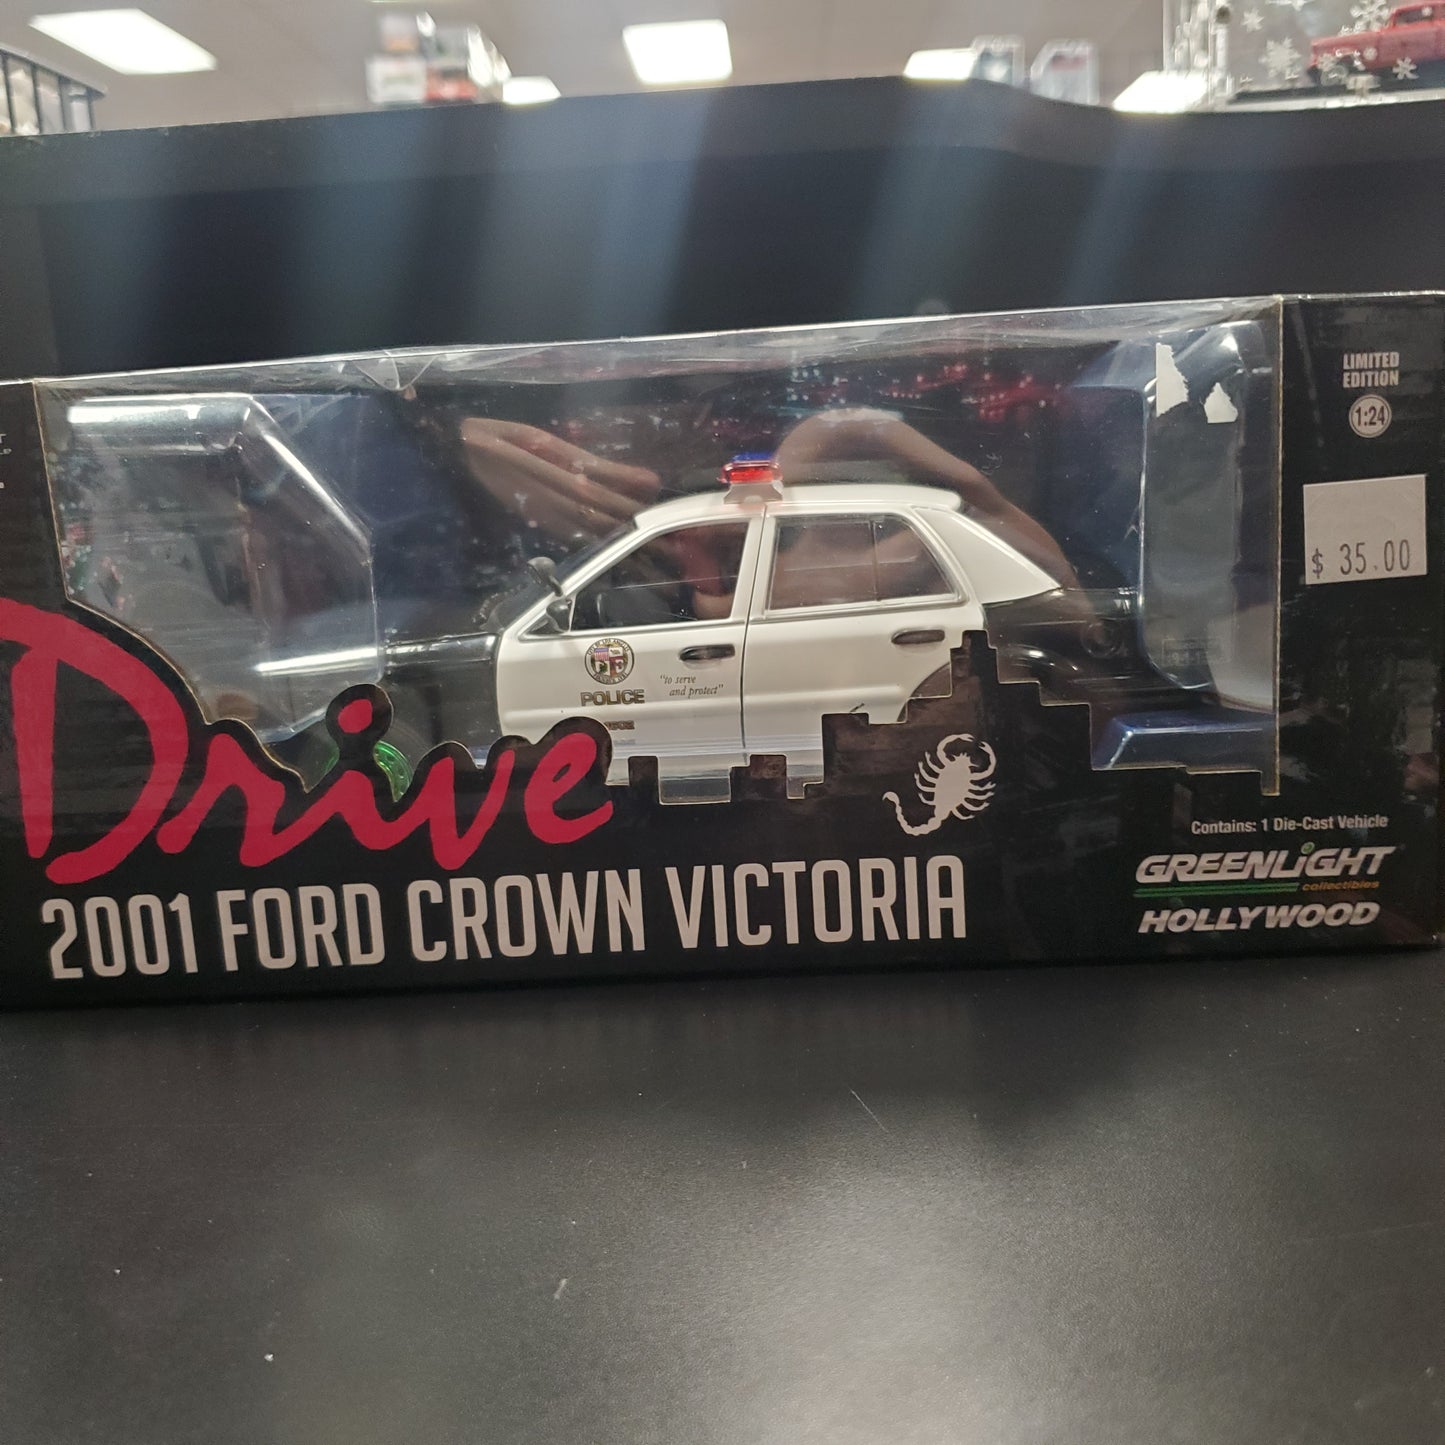 LIMITED
EDITION
1:24
$ 35.00
POLICE
"to serve
and protect"
Drive
2001 FORD CROWN VICTORIA
Contains: 1 Die-Cast Vehicle
GREENLiGHT
collectibles
HOLLYWOOD